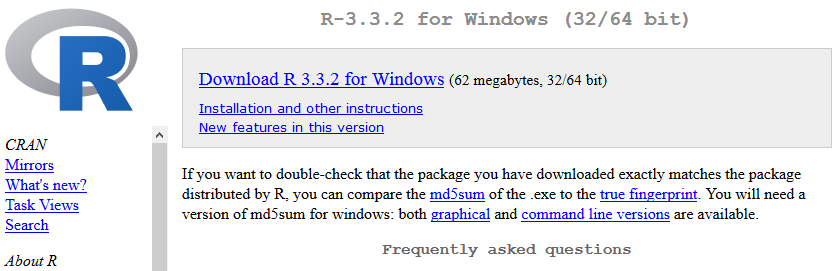 R
CRAN
Mirrors
What's new?
Task Views
Search
About R
R-3.3.2 for Windows (32/64 bit)
Download R 3.3.2 for Windows (62 megabytes, 32/64 bit)
Installation and other instructions
New features in this version
If you want to double-check that the package you have downloaded exactly matches the package
distributed by R, you can compare the md5sum of the .exe to the true fingerprint. You will need a
version of md5sum for windows: both graphical and command line versions are available.
Frequently asked questions